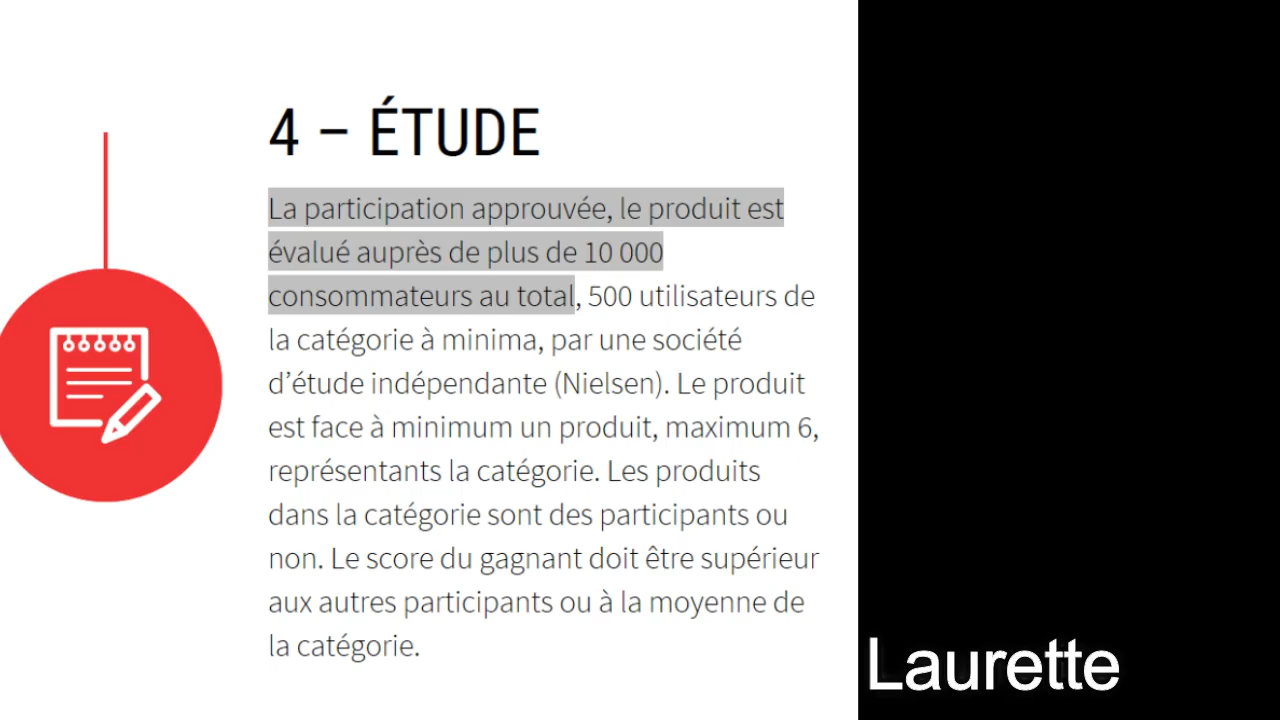 4 – ÉTUDE
La participation approuvée, le produit est
évalué auprès de plus de 10 000
consommateurs au total, 500 utilisateurs de
la catégorie à minima, par une société
d’étude indépendante (Nielsen). Le produit
est face à minimum un produit, maximum 6,
représentants la catégorie. Les produits
dans la catégorie sont des participants ou
non. Le score du gagnant doit être supérieur
aux autres participants ou à la moyenne de
la catégorie.
Laurette